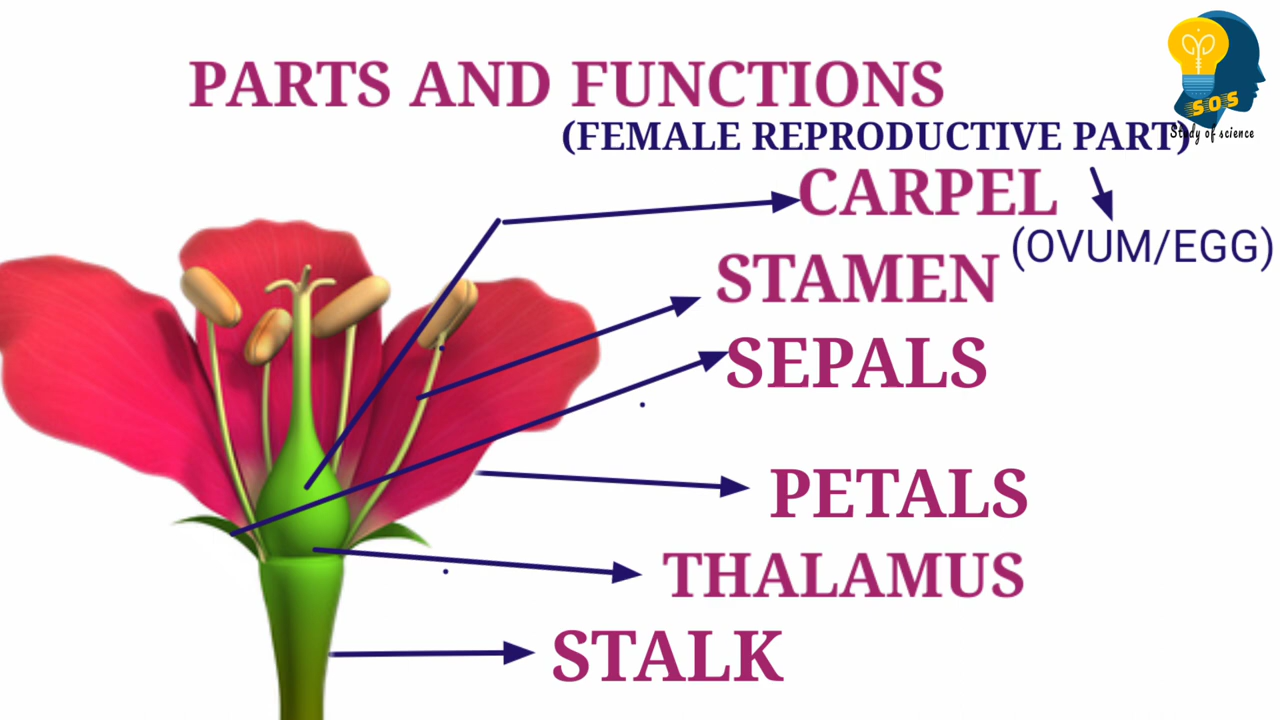 PARTS AND FUNCTIONS
(FEMALE REPRODUCTIVE PART)
CARPEL
(OVUM/EGG)
STAMEN
SEPALS
PETALS
THALAMUS
STALK
SOS
Study of science